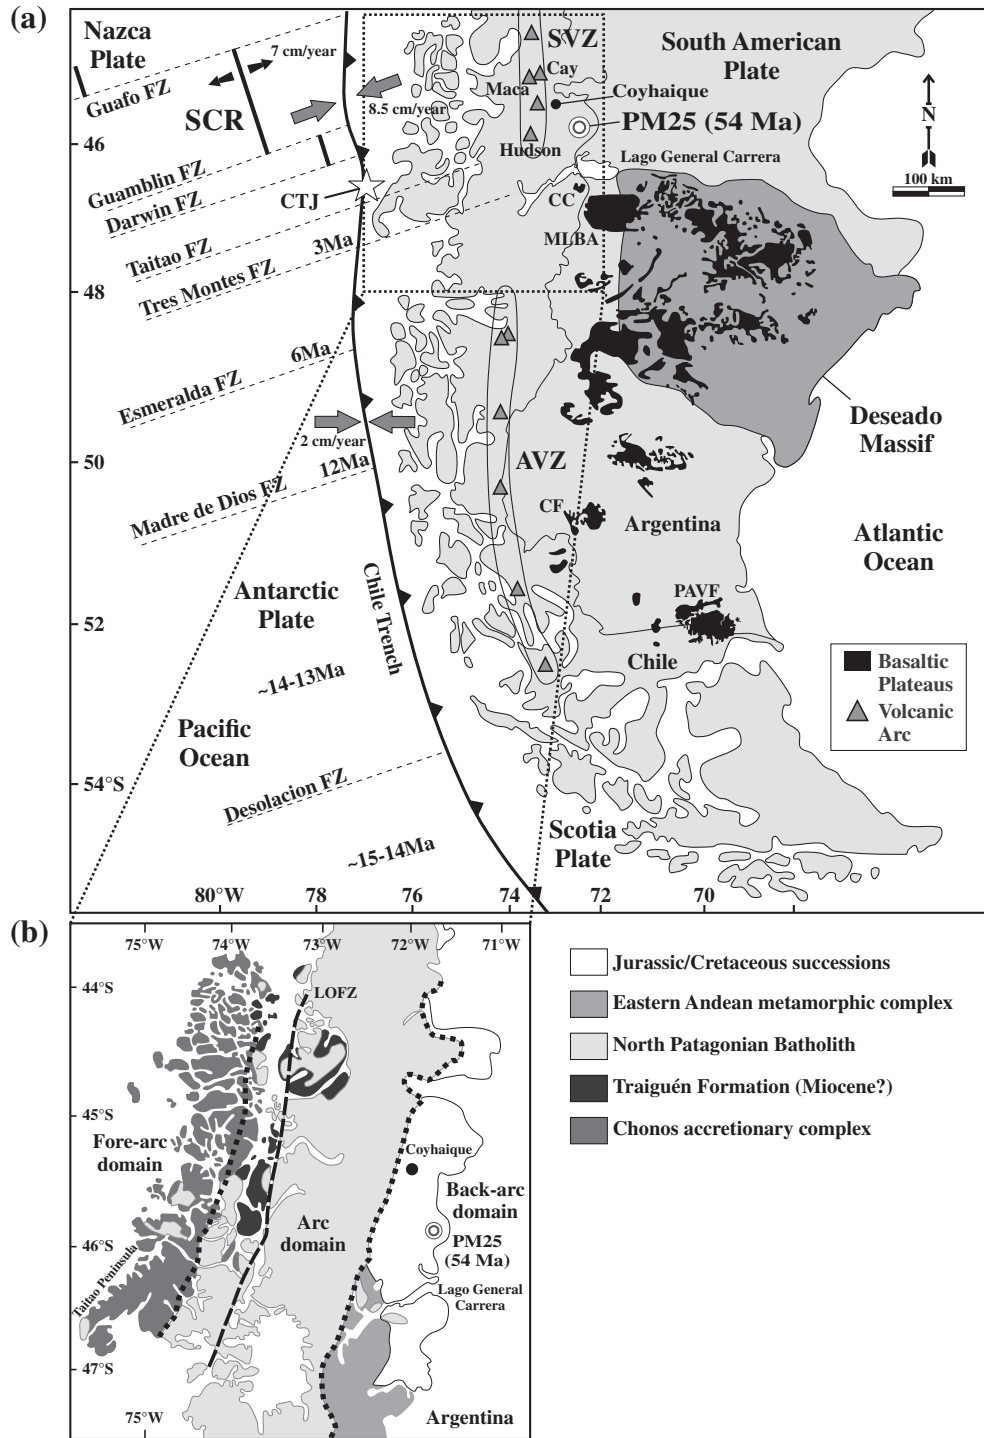 (a)
Nazca
Plate
7 cm/year
Guafo FZ
SCR
8.5 cm/year
SVZ
Cay
Maca
Hudson
South American
Plate
Coyhaique
PM25 (54 Ma)
N
100 km
Lago General Carrera
46
Guamblin FZ
Darwin FZ
CTJ
CC
MLBA
Taitao FZ
3Ma
Tres Montes FZ
48
6Ma
Esmeralda FZ
2 cm/year
Deseado
Massif
50
12Ma
AVZ
Madre de Dios FZ
CF
Argentina
Atlantic
Ocean
Antarctic
Plate
Chile Trench
PAVF
52
Chile
~14-13Ma
Basaltic
Plateaus
Volcanic
Arc
Pacific
Ocean
54°S
Desolacion FZ
Scotia
Plate
~15-14Ma
80°W
78
76
74
72
70
(b)
75°W
74°W
73°W
72°W
71°W
44°S
LOFZ
45°S
Fore-arc
domain
Coyhaique
Back-arc
domain
Arc
domain
PM25
(54 Ma)
46°S
Taitao Peninsula
Lago General
Carrera
47°S
75°W
Argentina
Jurassic/Cretaceous successions
Eastern Andean metamorphic complex
North Patagonian Batholith
Traiguén Formation (Miocene?)
Chonos accretionary complex